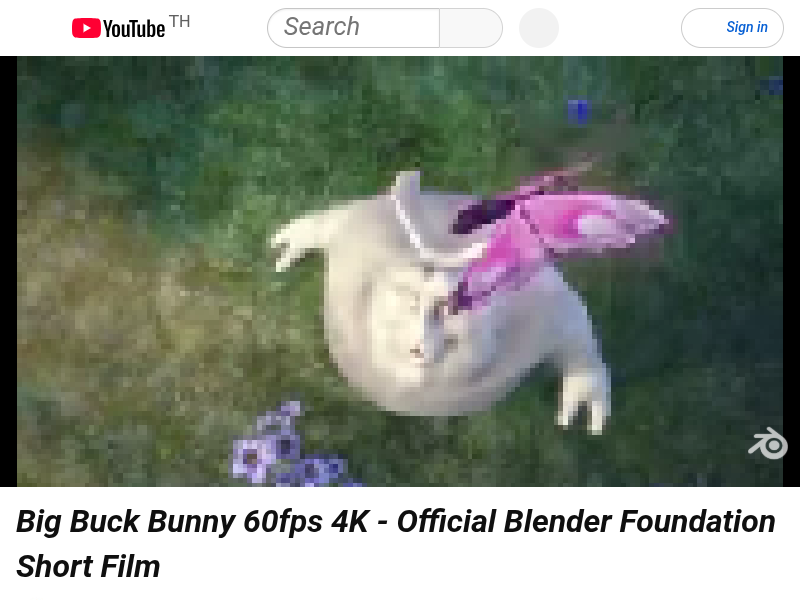 YouTube TH
Search
Sign in
Big Buck Bunny 60fps 4K - Official Blender Foundation
Short Film